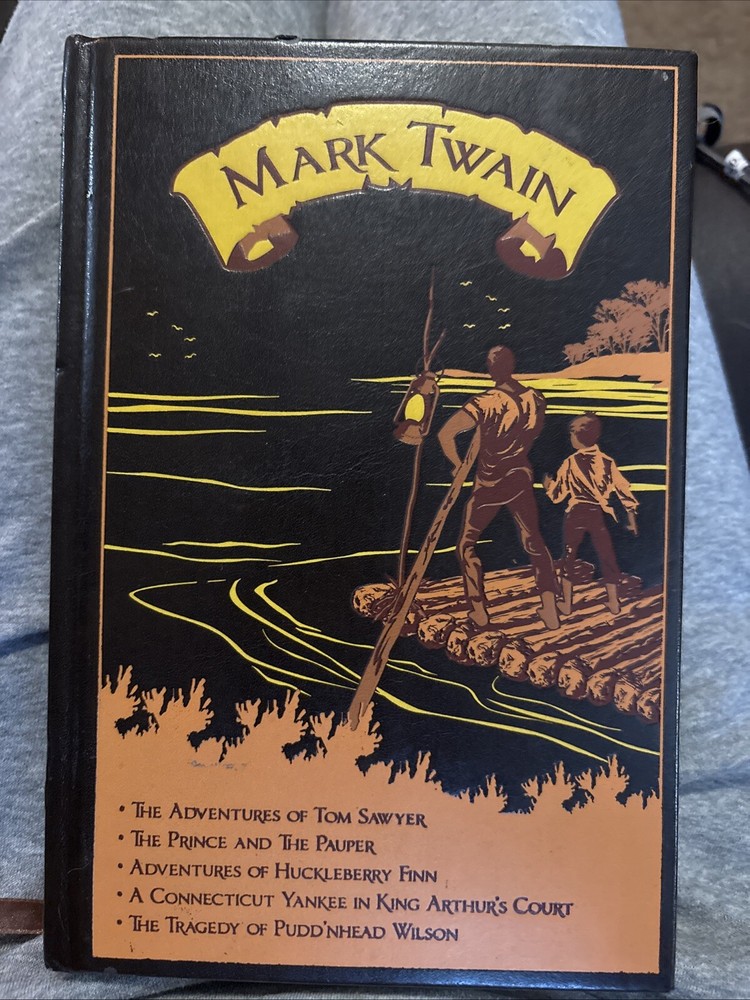 MARK TWAIN
• THE ADVENTURES OF TOM SAWYER
• THE PRINCE AND THE PAUPER
• ADVENTURES OF HUCKLEBERRY FINN
• A CONNECTICUT YANKEE IN KING ARTHUR'S COURT
• THE TRAGEDY OF PUDD'NHEAD WILSON